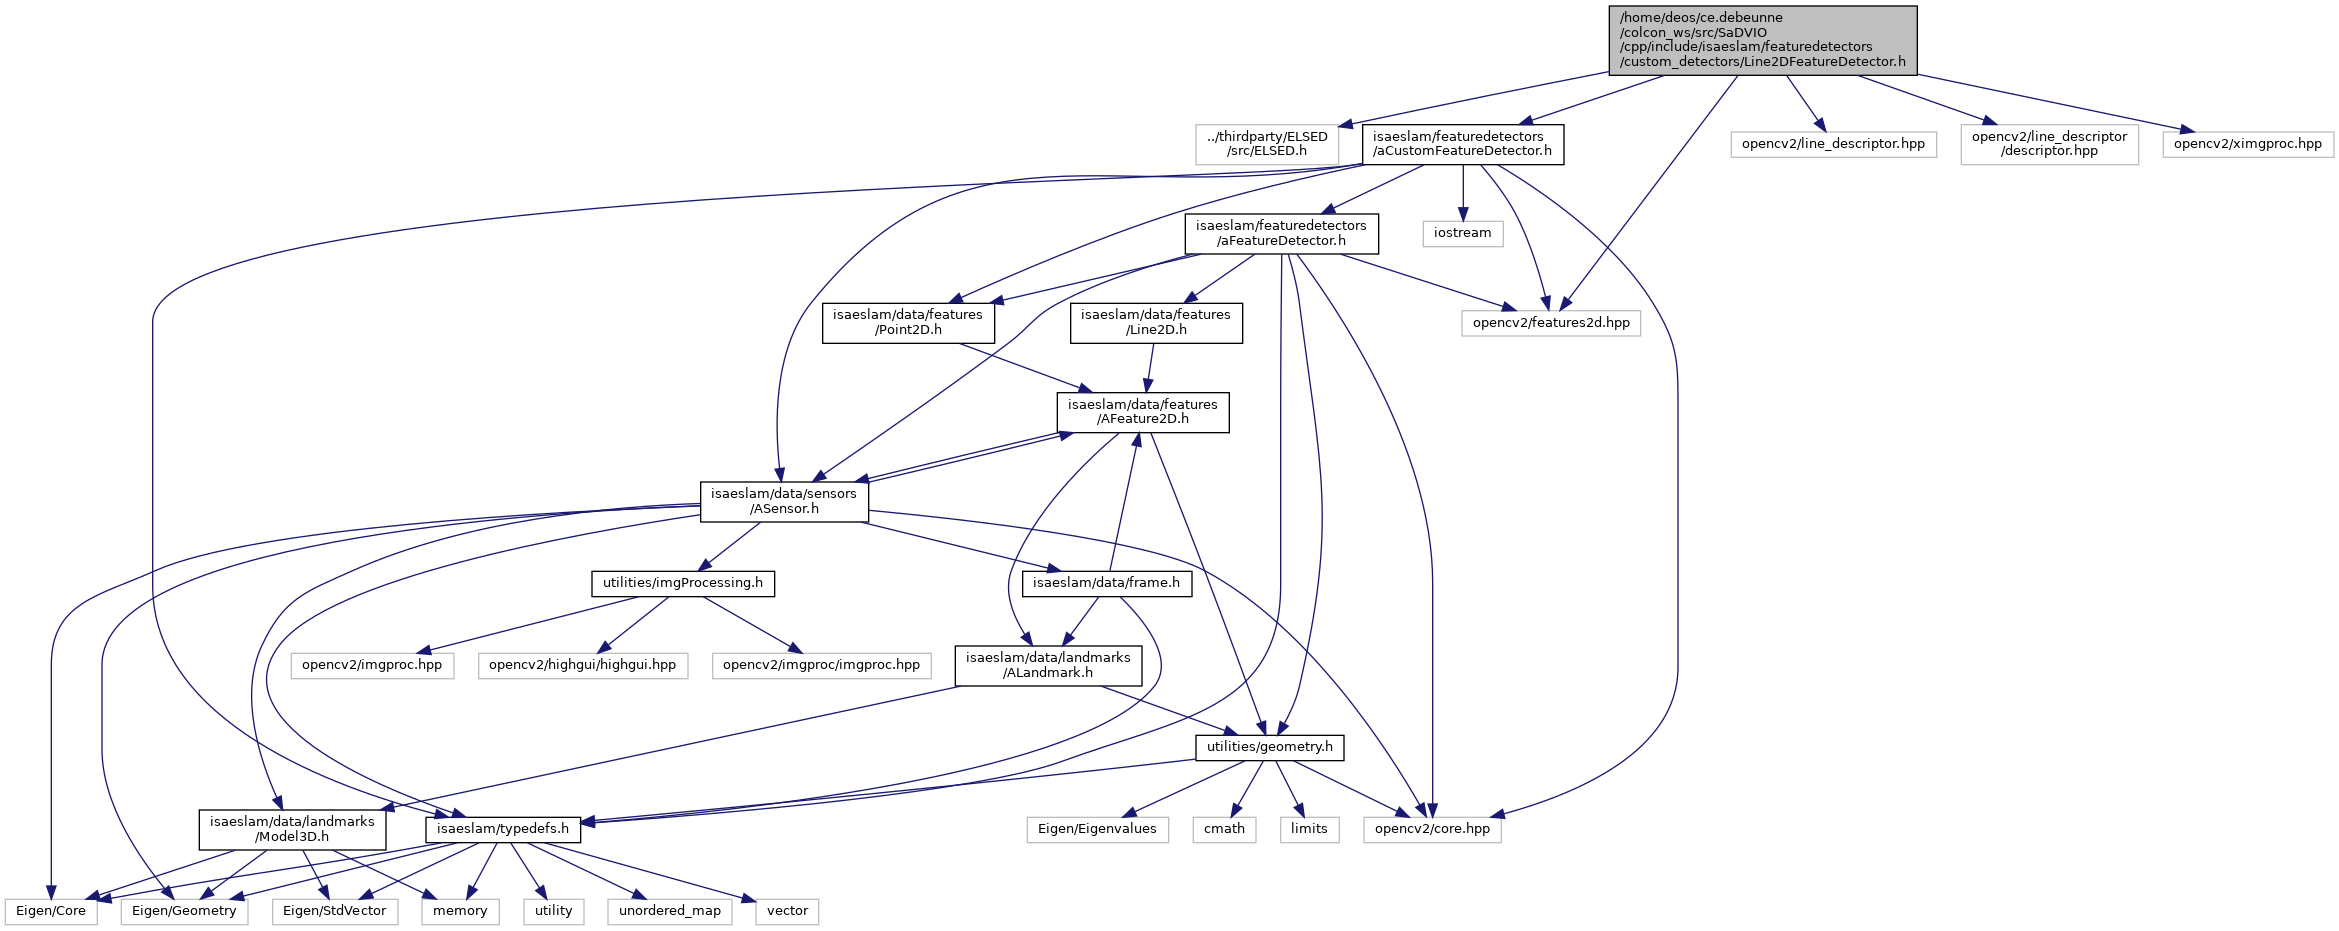 /home/deos/ce.debeunne
/colcon_ws/src/SaDVIO
/cpp/include/isaeslam/featuredetectors
/custom_detectors/Line2DFeatureDetector.h
../thirdparty/ELSED
/src/ELSED.h
isaeslam/featuredetectors
/aCustomFeatureDetector.h
opencv2/line_descriptor.hpp
opencv2/line_descriptor
/descriptor.hpp
opencv2/ximgproc.hpp
isaeslam/featuredetectors
/aFeatureDetector.h
iostream
isaeslam/data/features
/Point2D.h
isaeslam/data/features
/Line2D.h
opencv2/features2d.hpp
isaeslam/data/features
/AFeature2D.h
isaeslam/data/sensors
/ASensor.h
utilities/imgProcessing.h
isaeslam/data/frame.h
opencv2/imgproc.hpp
opencv2/highgui/highgui.hpp
opencv2/imgproc/imgproc.hpp
isaeslam/data/landmarks
/ALandmark.h
utilities/geometry.h
isaeslam/data/landmarks
/Model3D.h
isaeslam/typedefs.h
Eigen/Eigenvalues
cmath
limits
opencv2/core.hpp
Eigen/Core
Eigen/Geometry
Eigen/StdVector
memory
utility
unordered_map
vector